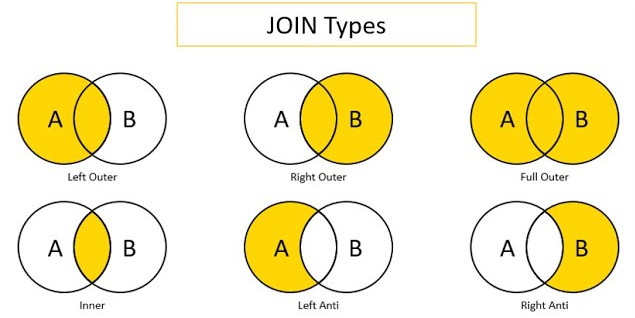 JOIN Types
A B
A B
A B
Left Outer
Right Outer
Full Outer
A B
A B
A B
Inner
Left Anti
Right Anti